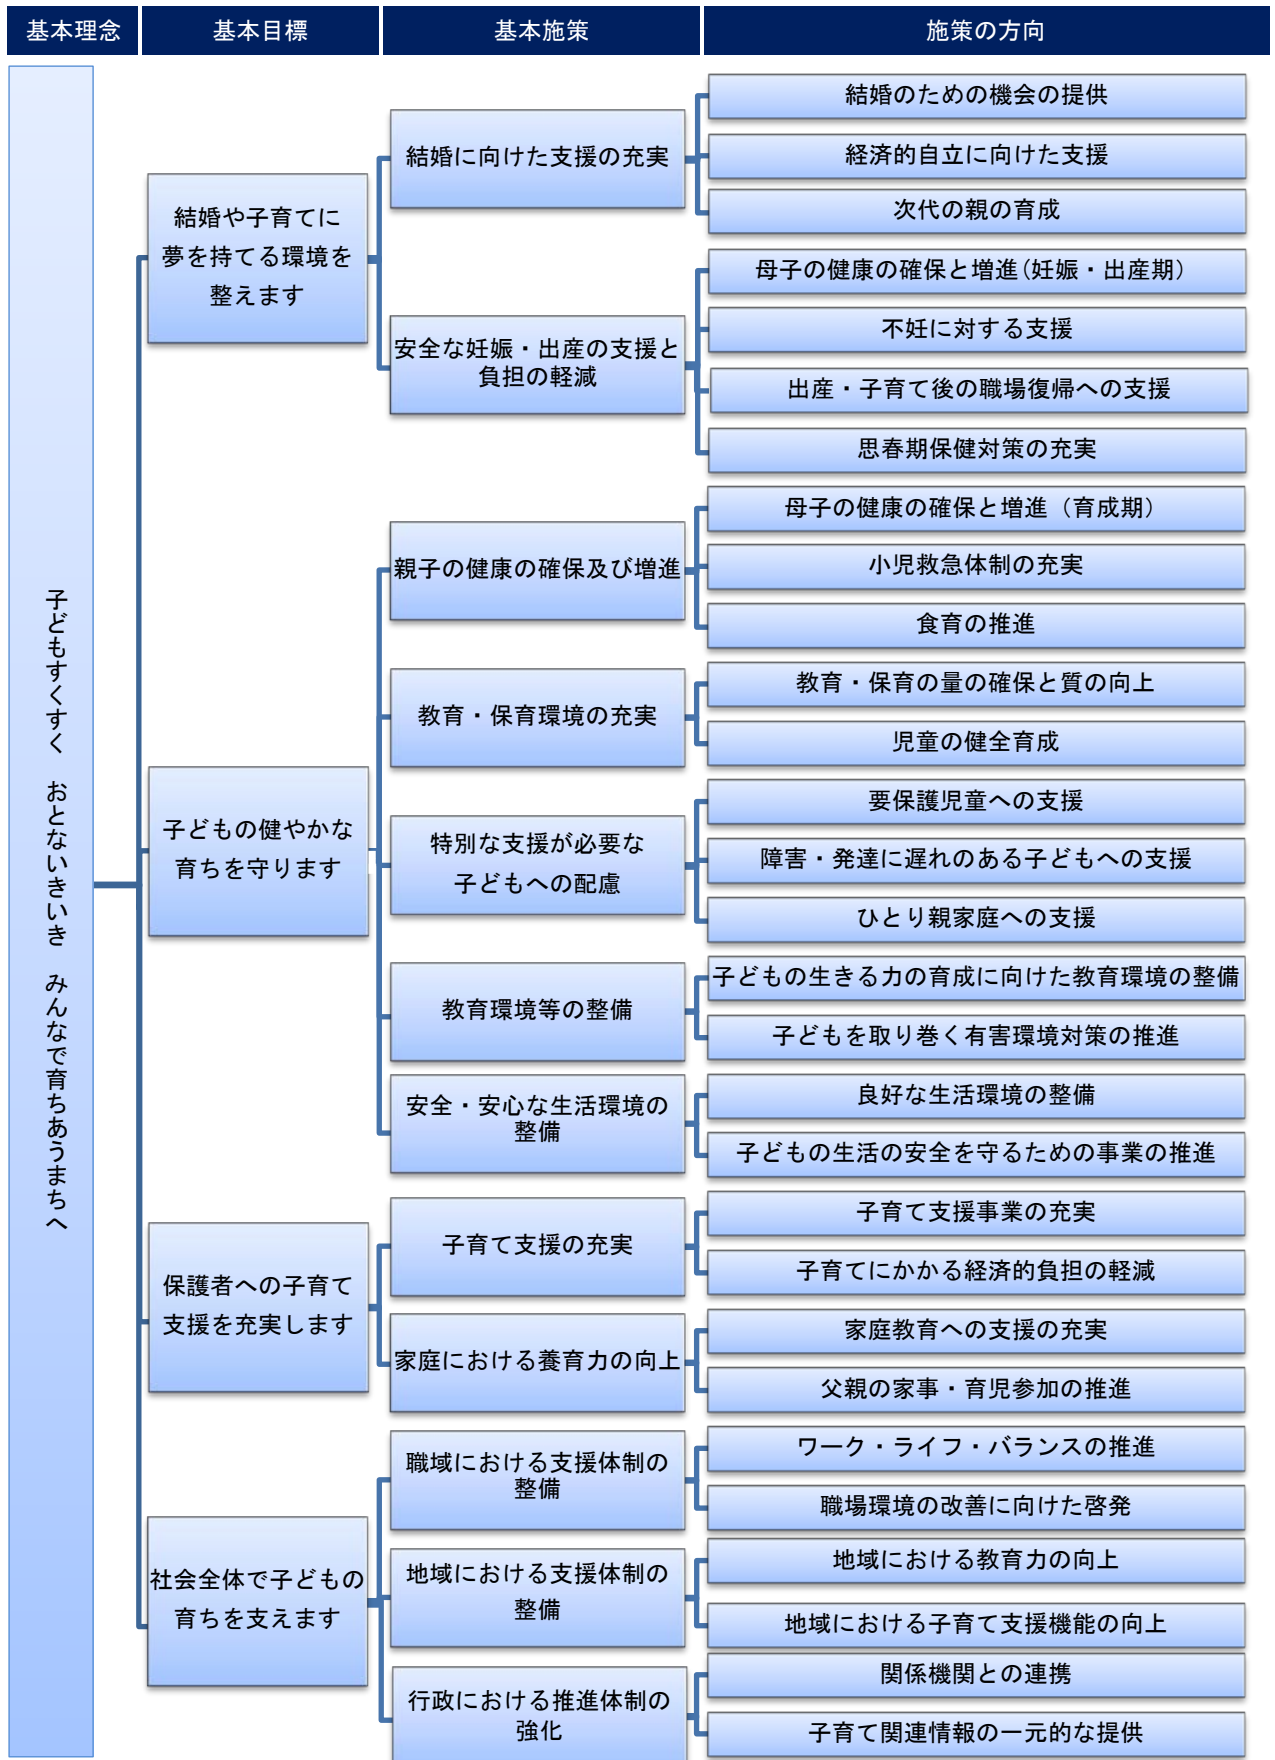 基本理念
基本目標
基本施策
施策の方向
子どもすくすく　おとないきいき　みんなで育ちあうまちへ
結婚や子育てに
夢を持てる環境を
整えます
結婚に向けた支援の充実
結婚のための機会の提供
経済的自立に向けた支援
次代の親の育成
安全な妊娠・出産の支援と
負担の軽減
母子の健康の確保と増進（妊娠・出産期）
不妊に対する支援
出産・子育て後の職場復帰への支援
思春期保健対策の充実
子どもの健やかな
育ちを守ります
親子の健康の確保及び増進
母子の健康の確保と増進（育成期）
小児救急体制の充実
食育の推進
教育・保育環境の充実
教育・保育の量の確保と質の向上
児童の健全育成
特別な支援が必要な
子どもへの配慮
要保護児童への支援
障害・発達に遅れのある子どもへの支援
ひとり親家庭への支援
教育環境等の整備
子どもの生きる力の育成に向けた教育環境の整備
子どもを取り巻く有害環境対策の推進
安全・安心な生活環境の
整備
良好な生活環境の整備
子どもの生活の安全を守るための事業の推進
保護者への子育て
支援を充実します
子育て支援の充実
子育て支援事業の充実
子育てにかかる経済的負担の軽減
家庭における養育力の向上
家庭教育への支援の充実
父親の家事・育児参加の推進
社会全体で子どもの
育ちを支えます
職域における支援体制の
整備
ワーク・ライフ・バランスの推進
職場環境の改善に向けた啓発
地域における支援体制の
整備
地域における教育力の向上
地域における子育て支援機能の向上
行政における推進体制の
強化
関係機関との連携
子育て関連情報の一元的な提供